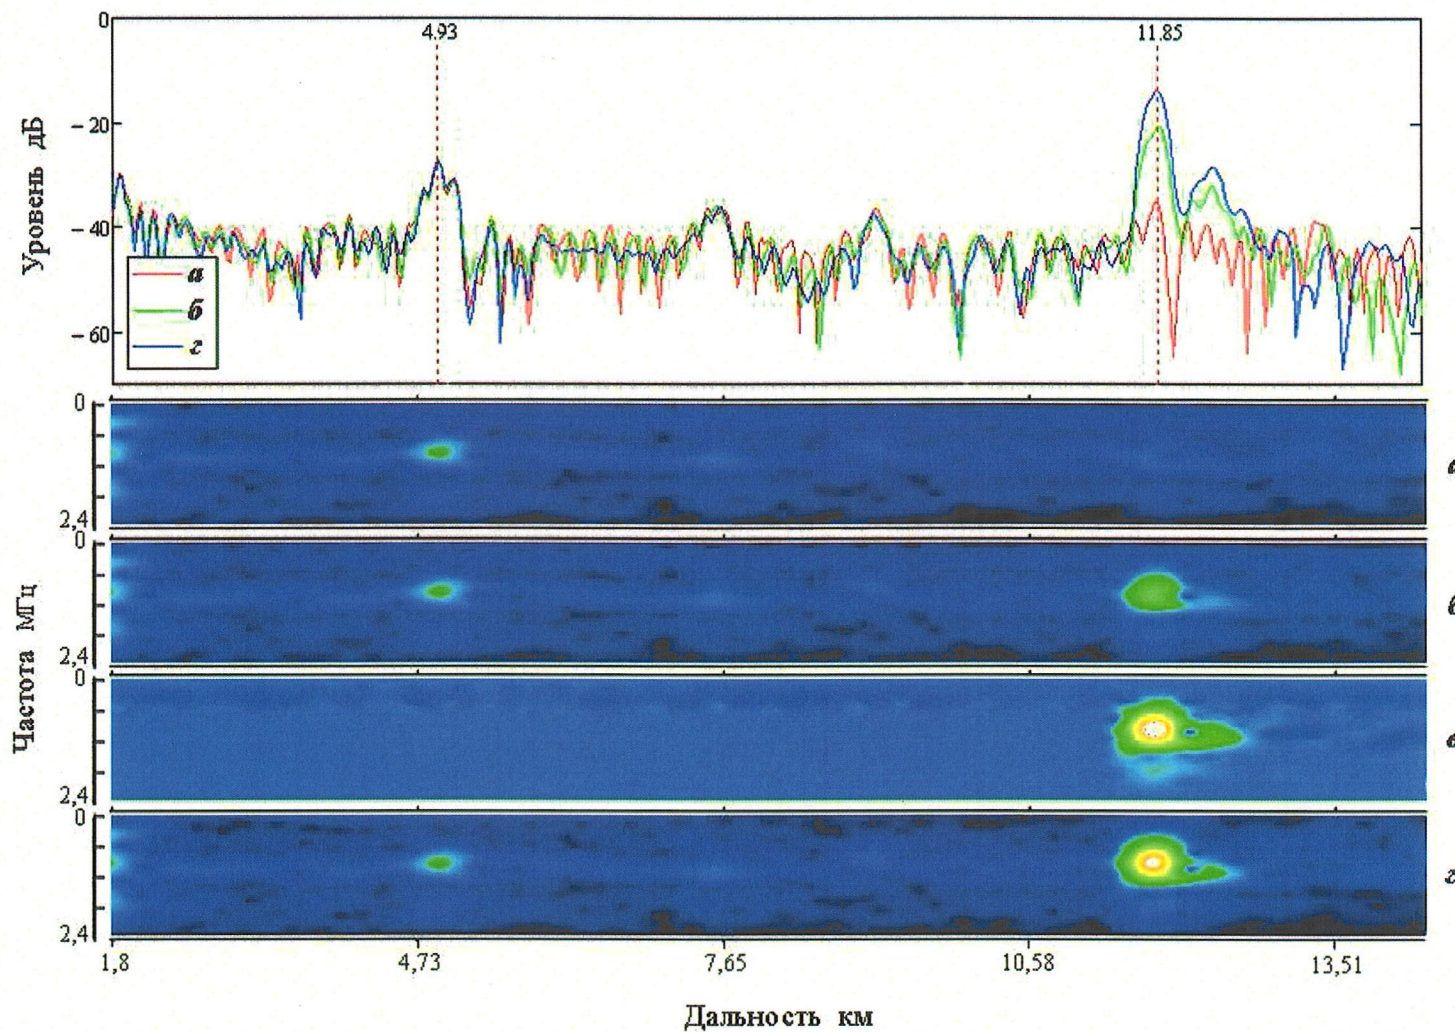 0
4.93
11.85
Уровень дБ
– 20
– 40
– 60
а
б
г
0
2,4
а
0
2,4
б
Частота МГц
0
2,4
в
0
2,4
г
1,8
4,73
7,65
10,58
13,51
Дальность км